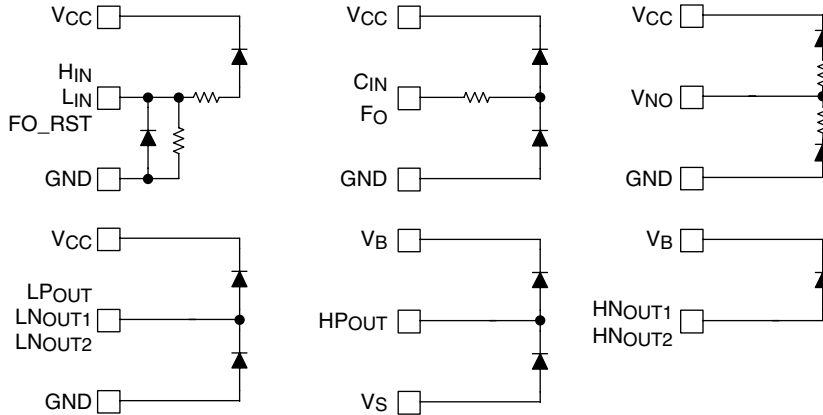 VCC
HIN
LIN
FO_RST
GND
VCC
CIN
FO
GND
VCC
VNO
GND
VCC
LPOUT
LNOUT1
LNOUT2
GND
VB
HPOUT
VS
VB
HNOUT1
HNOUT2